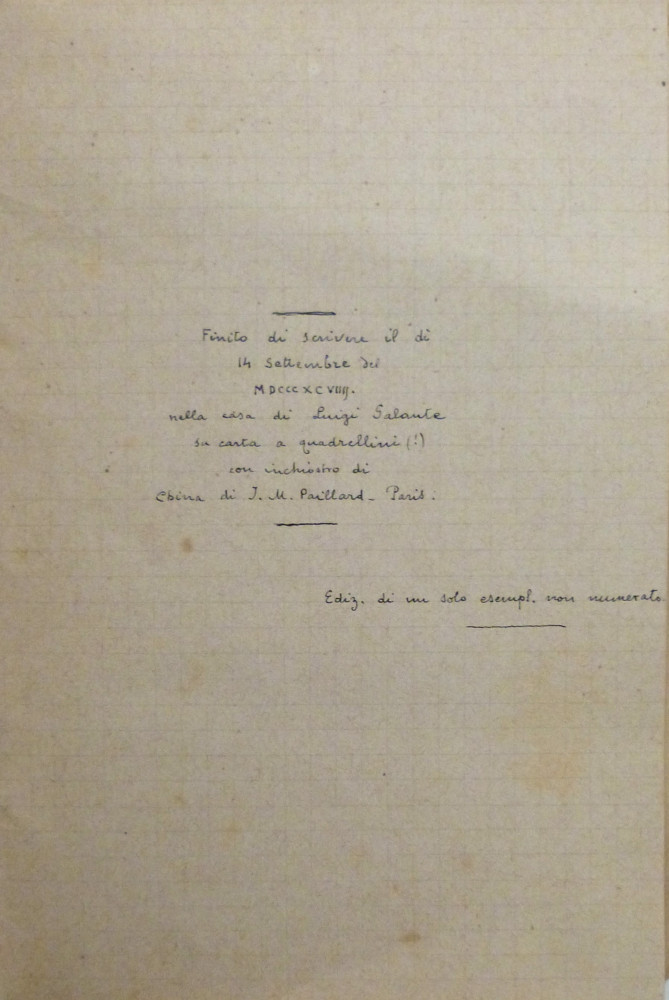 Finito di scrivere il dì
14 Settembre del
MDCCCXCVIIII.
nella casa di Luigi Galante
su carta a quadrellini (!)
con inchiostro di
China di J. M. Paillard - Paris.
Ediz. di un solo esempl. non numerato.